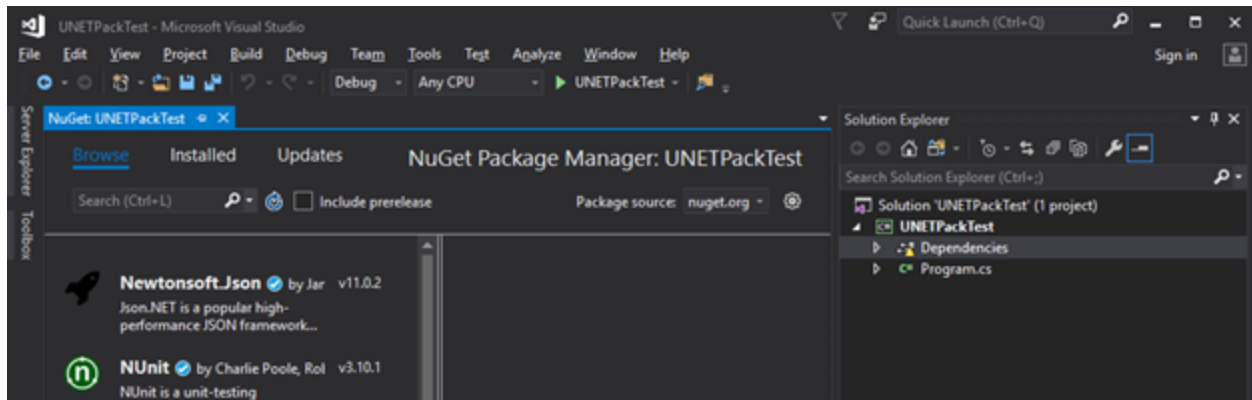 UNETPackTest - Microsoft Visual Studio
Quick Launch (Ctrl+Q)
File Edit View Project Build Debug Team Tools Test Analyze Window Help
Sign in
Debug Any CPU UNETPackTest
Server Explorer
Toolbox
NuGet: UNETPackTest
Browse Installed Updates NuGet Package Manager: UNETPackTest
Search (Ctrl+L) Include prerelease Package source: nuget.org
Newtonsoft.Json by Jar v11.0.2
Json.NET is a popular high-
performance JSON framework...
n
NUnit by Charlie Poole, Rol v3.10.1
NUnit is a unit-testing
Solution Explorer
Search Solution Explorer (Ctrl+;)
Solution 'UNETPackTest' (1 project)
C# UNETPackTest
Dependencies
C# Program.cs